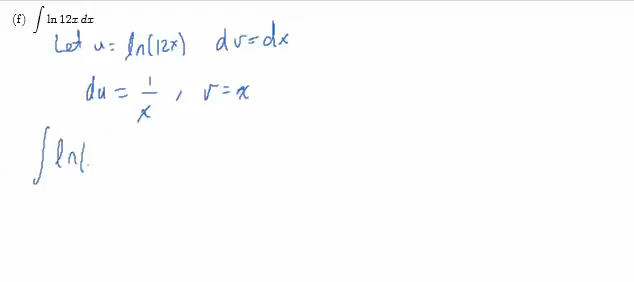 (f) ∫ ln 12x dx
Let u = ln(12x) dv = dx
du = 1/x , v = x
∫ ln(